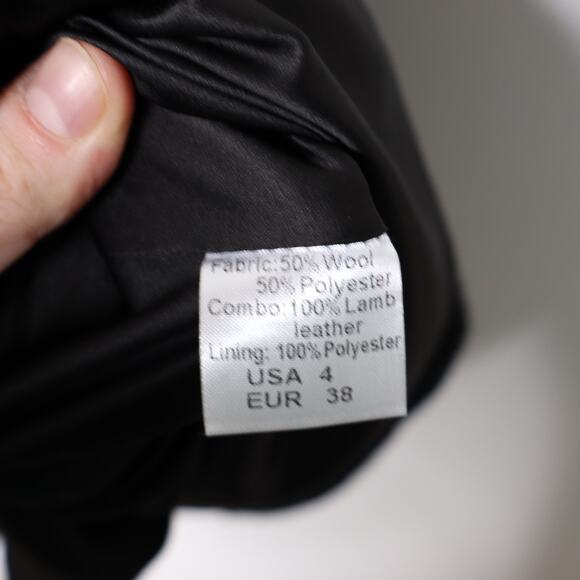 Fabric:50% Wool
50% Polyester
Combo:100% Lamb
leather
Lining: 100% Polyester
USA 4
EUR 38